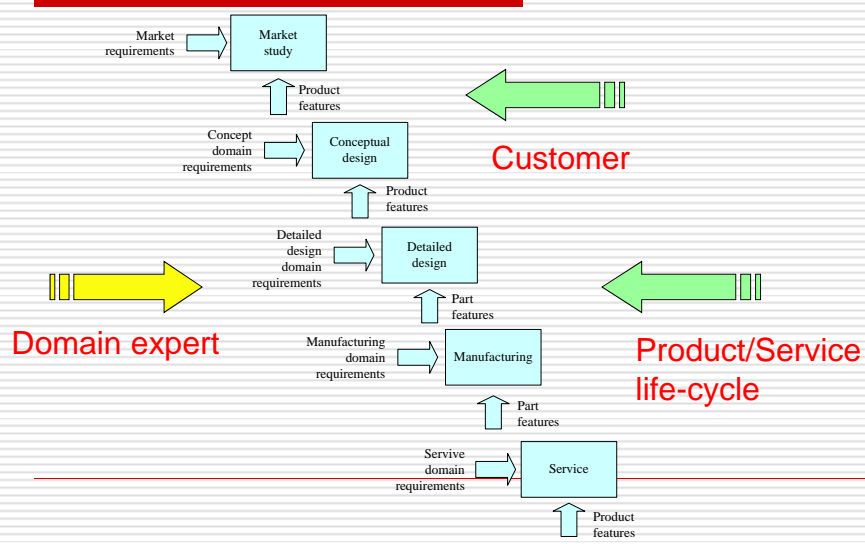 Market
requirements
Market
study
Product
features
Customer
Concept
domain
requirements
Conceptual
design
Product
features
Detailed
design
domain
requirements
Detailed
design
Part
features
Domain expert
Product/Service
life-cycle
Manufacturing
domain
requirements
Manufacturing
Part
features
Servive
domain
requirements
Service
Product
features